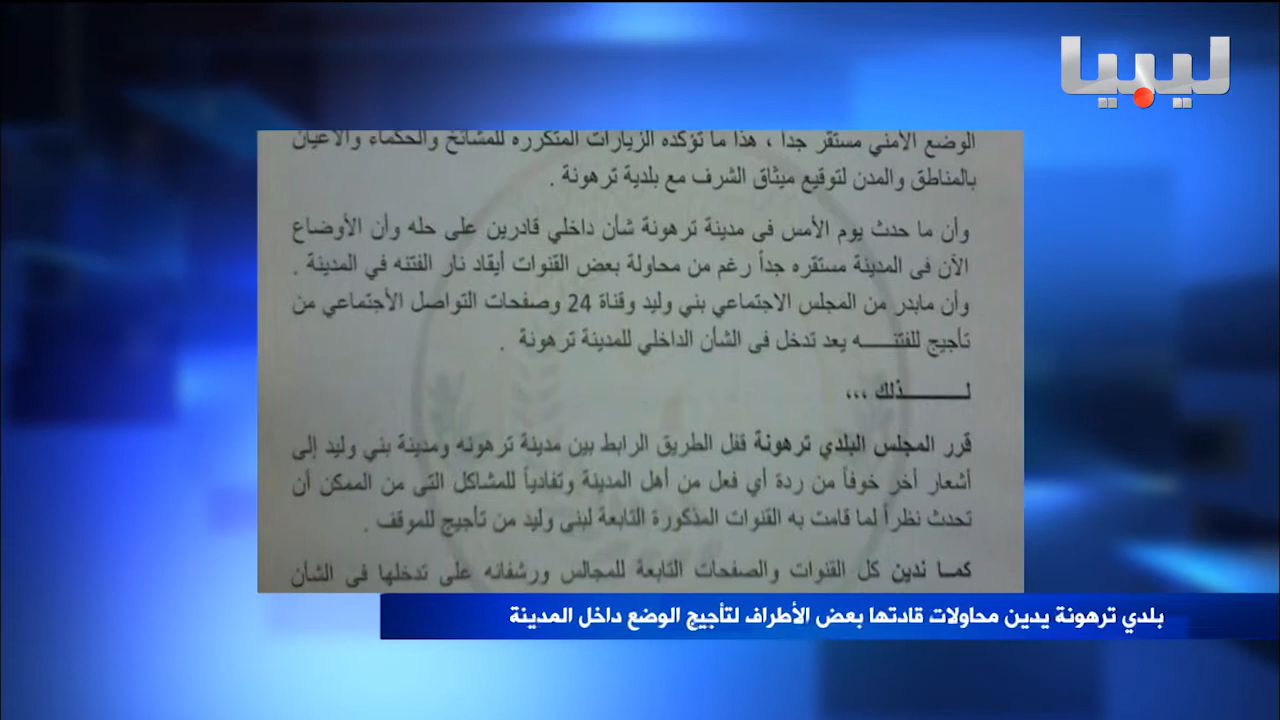 ليبيا
الوضع الأمني مستقر جدا ، هذا ما تؤكده الزيارات المتكرره للمشائخ والحكماء والأعيان
بالمناطق والمدن لتوقيع ميثاق الشرف مع بلدية ترهونة .
وأن ما حدث يوم الأمس فى مدينة ترهونة شأن داخلي قادرين على حله وأن الأوضاع
الآن فى المدينة مستقره جداً رغم من محاولة بعض القنوات أيقاد نار الفتنه في المدينة .
وأن مابدر من المجلس الاجتماعي بني وليد وقناة 24 وصفحات التواصل الأجتماعي من
تأجيج للفتنـــــه يعد تدخل فى الشأن الداخلي للمدينة ترهونة .
لـــــــــذلك ،،،
قرر المجلس البلدي ترهونة قفل الطريق الرابط بين مدينة ترهونه ومدينة بني وليد إلى
أشعار أخر خوفاً من ردة أي فعل من أهل المدينة وتفادياً للمشاكل التى من الممكن أن
تحدث نظراً لما قامت به القنوات المذكورة التابعة لبنى وليد من تأجيج للموقف .
كمـا ندين كل القنوات والصفحات التابعة للمجالس ورشفانه على تدخلها فى الشأن
بلدي ترهونة يدين محاولات قادتها بعض الأطراف لتأجيج الوضع داخل المدينة